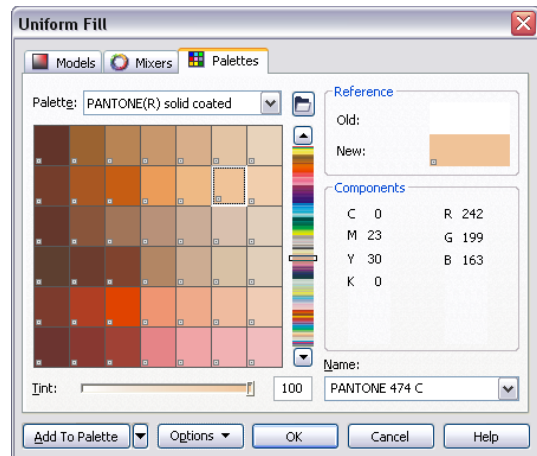 Uniform Fill
Models Mixers Palettes
Palette: PANTONE(R) solid coated
Reference
Old:
New:
Components
C 0 R 242
M 23 G 199
Y 30 B 163
K 0
Name:
Tint: 100 PANTONE 474 C
Add To Palette Options OK Cancel Help